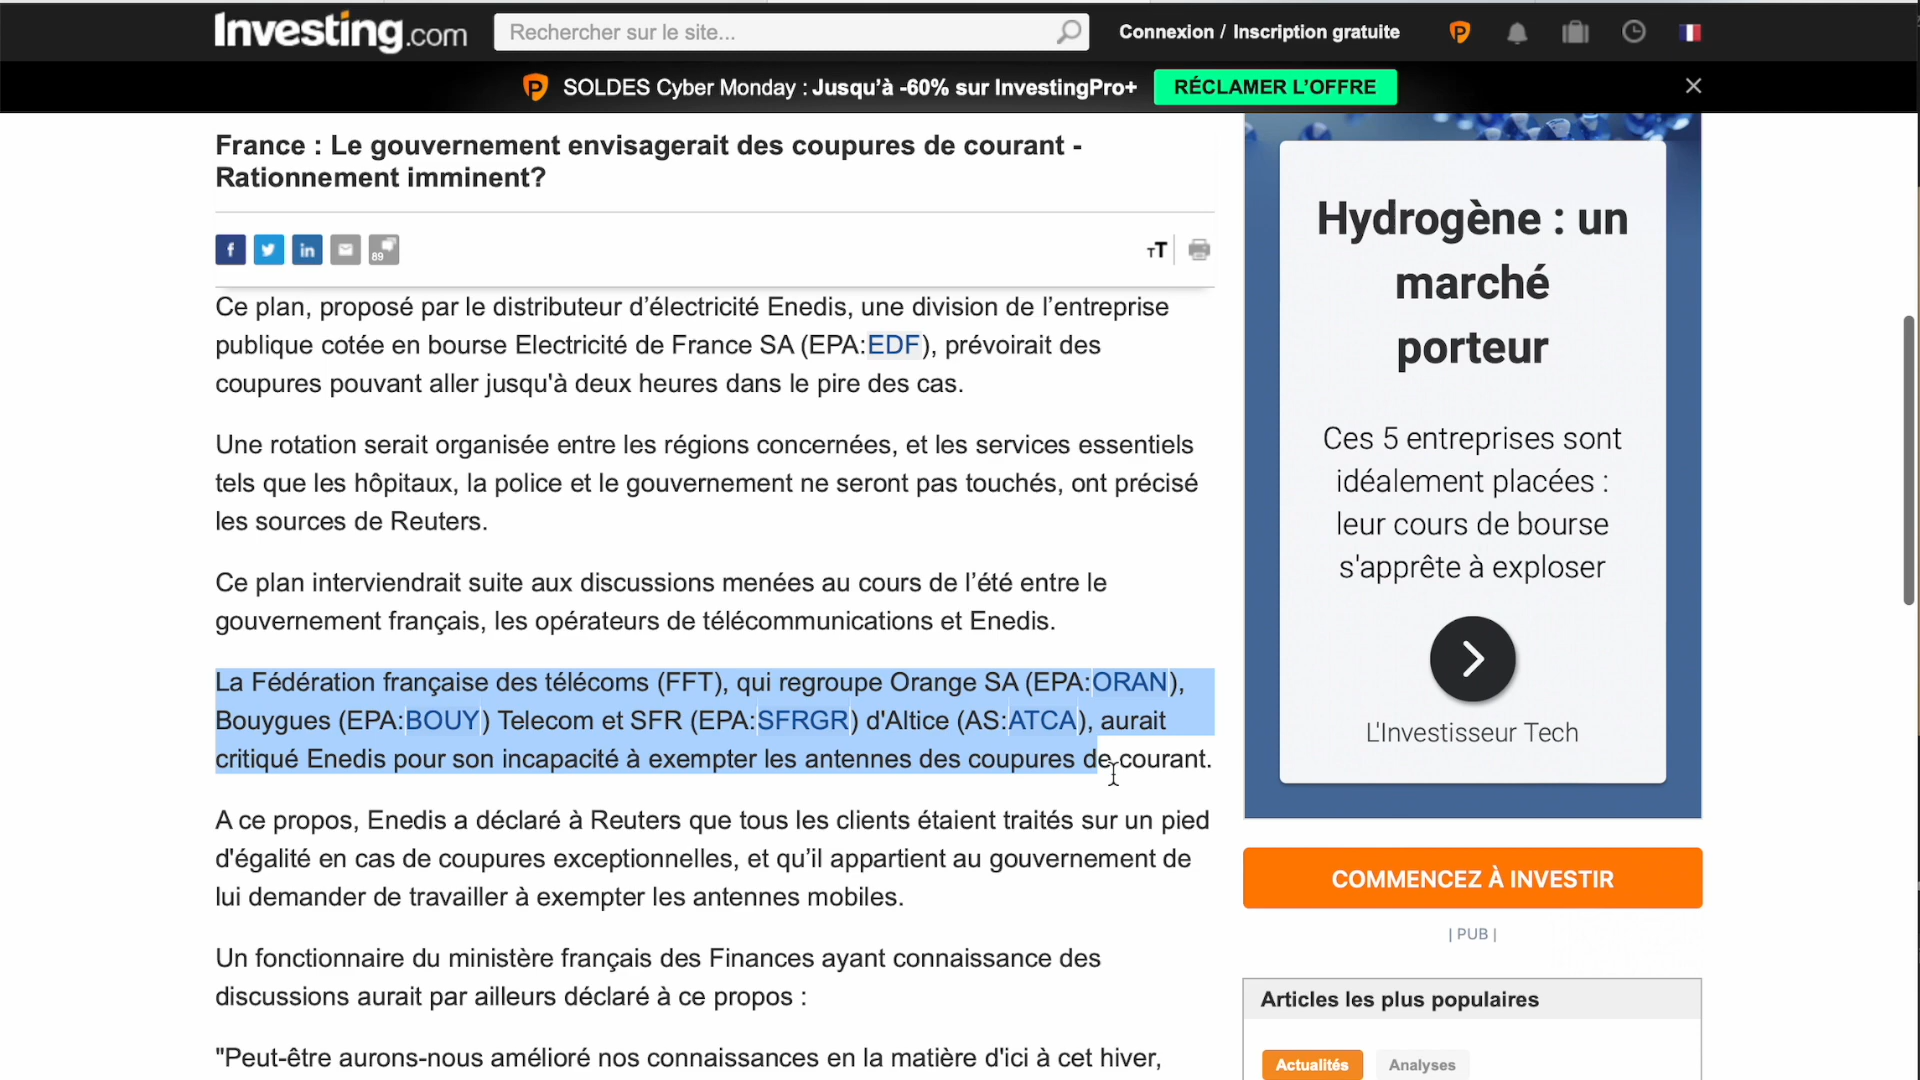 Investing.com
Rechercher sur le site...
Connexion / Inscription gratuite
SOLDES Cyber Monday : Jusqu’à -60% sur InvestingPro+
RÉCLAMER L’OFFRE
France : Le gouvernement envisagerait des coupures de courant -
Rationnement imminent?
89
Ce plan, proposé par le distributeur d’électricité Enedis, une division de l’entreprise
publique cotée en bourse Electricité de France SA (EPA:EDF), prévoirait des
coupures pouvant aller jusqu'à deux heures dans le pire des cas.
Une rotation serait organisée entre les régions concernées, et les services essentiels
tels que les hôpitaux, la police et le gouvernement ne seront pas touchés, ont précisé
les sources de Reuters.
Ce plan interviendrait suite aux discussions menées au cours de l’été entre le
gouvernement français, les opérateurs de télécommunications et Enedis.
La Fédération française des télécoms (FFT), qui regroupe Orange SA (EPA:ORAN),
Bouygues (EPA:BOUY) Telecom et SFR (EPA:SFRGR) d'Altice (AS:ATCA), aurait
critiqué Enedis pour son incapacité à exempter les antennes des coupures de courant.
A ce propos, Enedis a déclaré à Reuters que tous les clients étaient traités sur un pied
d'égalité en cas de coupures exceptionnelles, et qu’il appartient au gouvernement de
lui demander de travailler à exempter les antennes mobiles.
Un fonctionnaire du ministère français des Finances ayant connaissance des
discussions aurait par ailleurs déclaré à ce propos :
"Peut-être aurons-nous amélioré nos connaissances en la matière d'ici à cet hiver,
Hydrogène : un
marché
porteur
Ces 5 entreprises sont
idéalement placées :
leur cours de bourse
s'apprête à exploser
L'Investisseur Tech
COMMENCEZ À INVESTIR
| PUB |
Articles les plus populaires
Actualités
Analyses